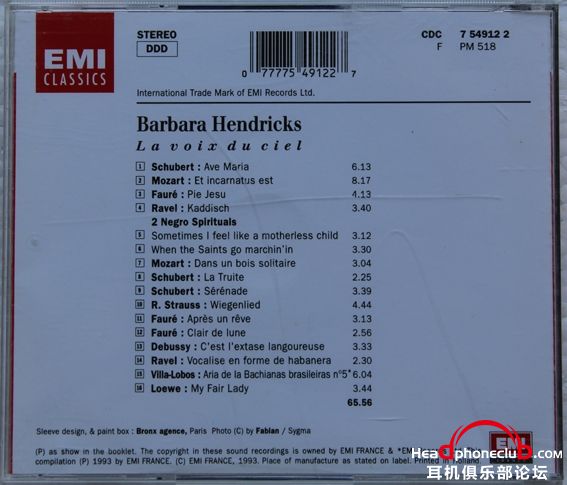 EMI
CLASSICS
STEREO
DDD
0 77775 49122 7
CDC 7 54912 2
F PM 518
International Trade Mark of EMI Records Ltd.
Barbara Hendricks
La voix du ciel
1 Schubert : Ave Maria 6.13
2 Mozart : Et incarnatus est 8.17
3 Fauré : Pie Jesu 4.13
4 Ravel : Kaddisch 3.40
2 Negro Spirituals
5 Sometimes I feel like a motherless child 3.12
6 When the Saints go marchin'in 3.30
7 Mozart : Dans un bois solitaire 3.04
8 Schubert : La Truite 2.25
9 Schubert : Sérénade 3.39
10 R. Strauss : Wiegenlied 4.44
11 Fauré : Après un rêve 3.13
12 Fauré : Clair de lune 2.56
13 Debussy : C'est l'extase langoureuse 3.33
14 Ravel : Vocalise en forme de habanera 2.30
15 Villa-Lobos : Aria de la Bachianas brasileiras n°5* 6.04
16 Loewe : My Fair Lady 3.44
65.56
Sleeve design, & paint box : Bronx agence, Paris Photo (C) by Fabian / Sygma
(P) as show in the booklet. The copyright in these sound recordings is owned by EMI FRANCE & *EMI
compilation (P) 1993 by EMI FRANCE. (C) EMI FRANCE, 1993. Place of manufacture as stated on label. Printed in Holland
EMI
Headphoneclub.com
耳机俱乐部论坛